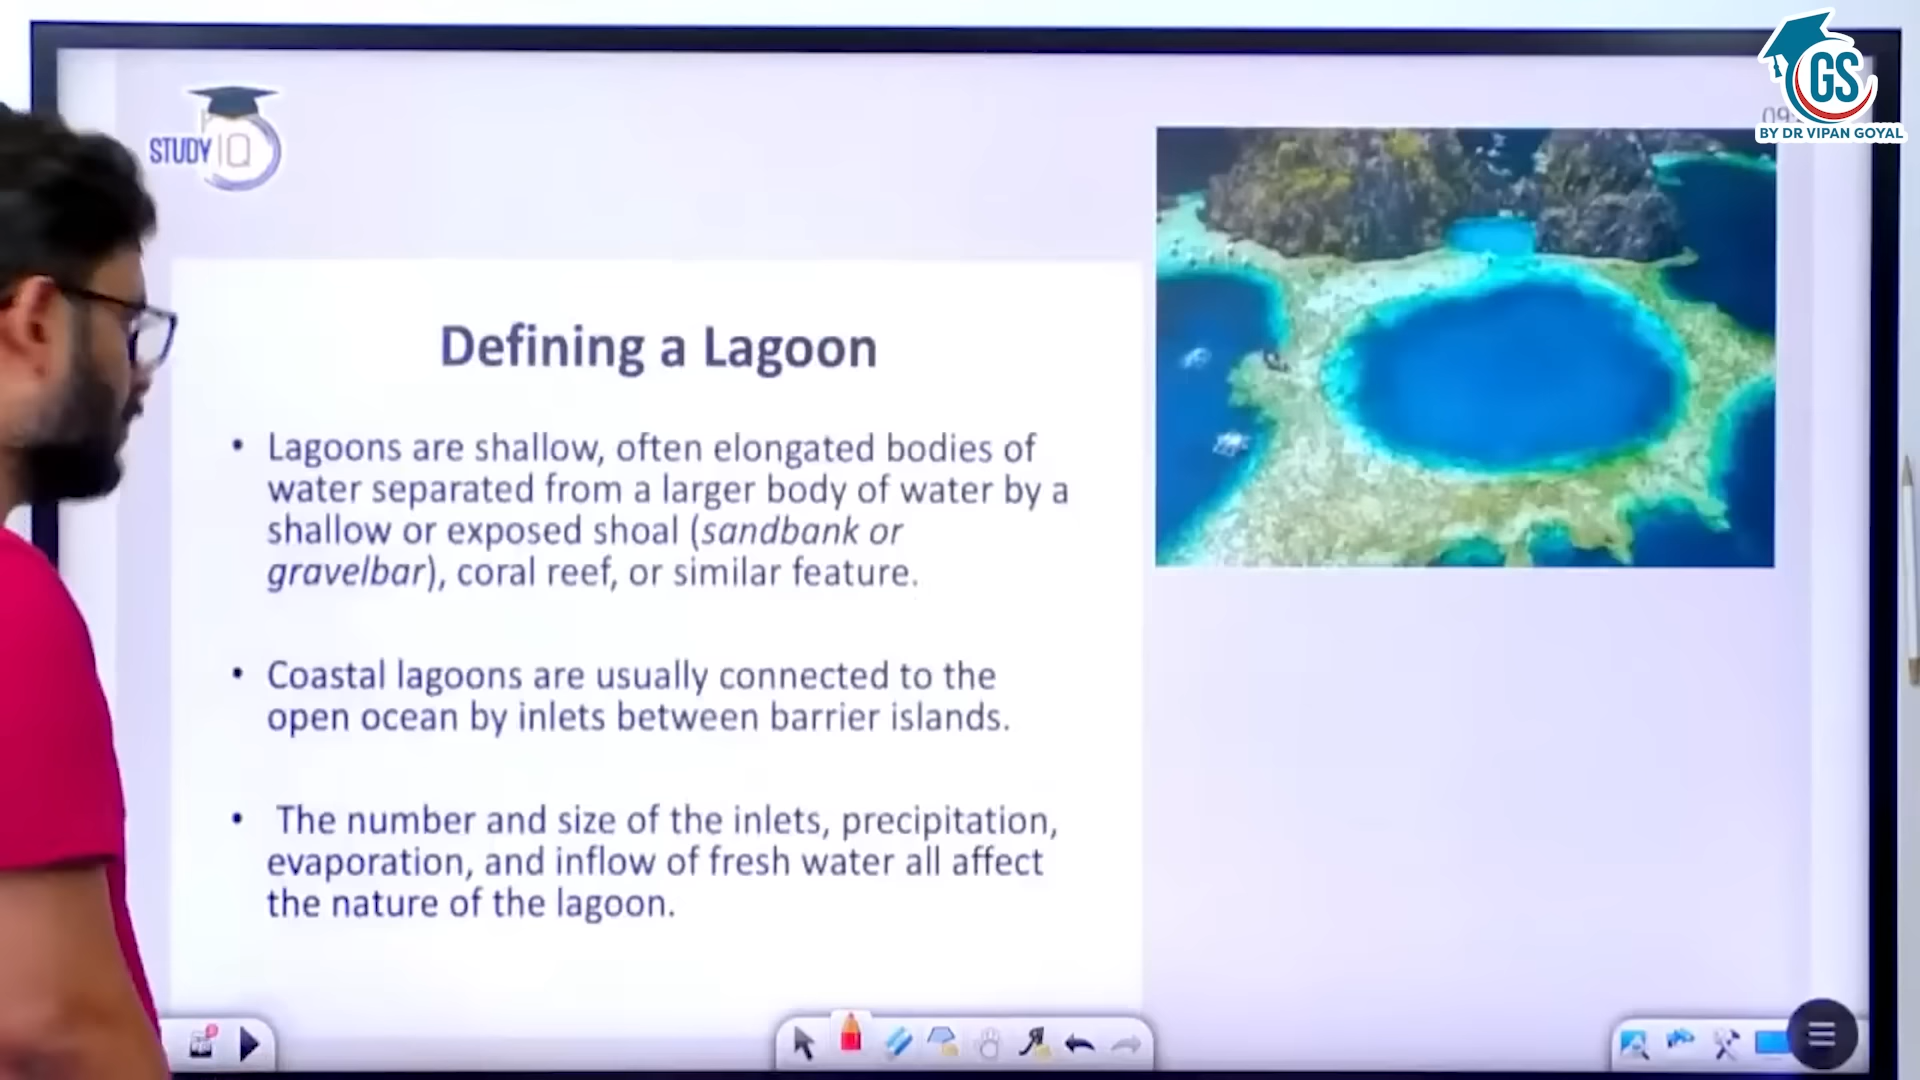 GS
BY DR VIPAN GOYAL
STUDY IQ
Defining a Lagoon
• Lagoons are shallow, often elongated bodies of
water separated from a larger body of water by a
shallow or exposed shoal (sandbank or
gravelbar), coral reef, or similar feature.
• Coastal lagoons are usually connected to the
open ocean by inlets between barrier islands.
• The number and size of the inlets, precipitation,
evaporation, and inflow of fresh water all affect
the nature of the lagoon.